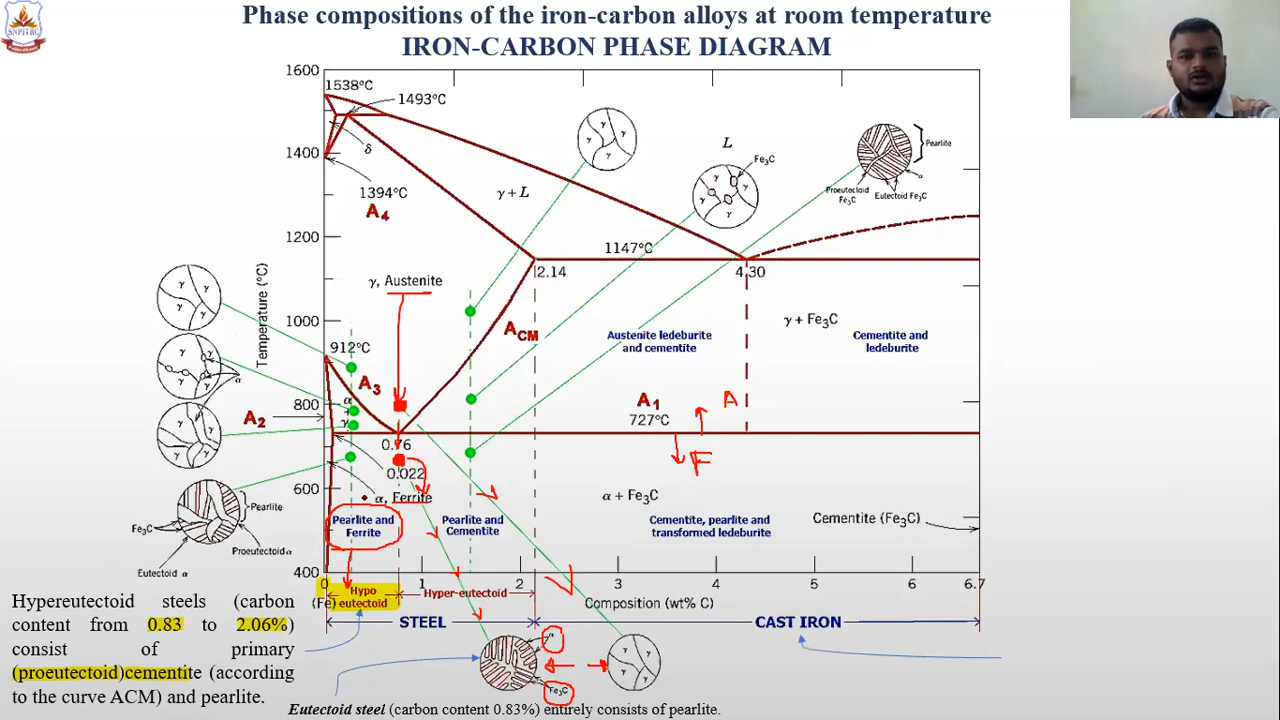 Phase compositions of the iron-carbon alloys at room temperature
IRON-CARBON PHASE DIAGRAM
SNPITRC
1600
1538°C
1493°C
L
Fe₃C
Pearlite
δ
1400
1394°C
A4
γ + L
γ
γ
γ
γ
γ
γ
γ
α
Proeutectoid
Fe₃C
Eutectoid Fe₃C
1200
1147°C
2.14
4.30
γ, Austenite
Temperature (°C)
1000
ACM
Austenite ledeburite
and cementite
γ + Fe₃C
Cementite and
ledeburite
912°C
A3
γ
γ
γ
γ
γ
γ
γ
γ
α
A2
800
α
+
γ
A1
A
727°C
F
0.76
0.022
600
α, Ferrite
α + Fe₃C
Pearlite and
Ferrite
Pearlite and
Cementite
Cementite, pearlite and
transformed ledeburite
Cementite (Fe₃C)
Pearlite
Fe₃C
Proeutectoid α
Eutectoid α
400
0
1
2
3
4
5
6
6.7
(Fe)
Hypo
eutectoid
Hyper-eutectoid
Composition (wt% C)
STEEL
CAST IRON
Hypereutectoid steels (carbon
content from 0.83 to 2.06%)
consist of primary
(proeutectoid)cementite (according
to the curve ACM) and pearlite.
α
Fe₃C
γ
γ
γ
γ
Eutectoid steel (carbon content 0.83%) entirely consists of pearlite.